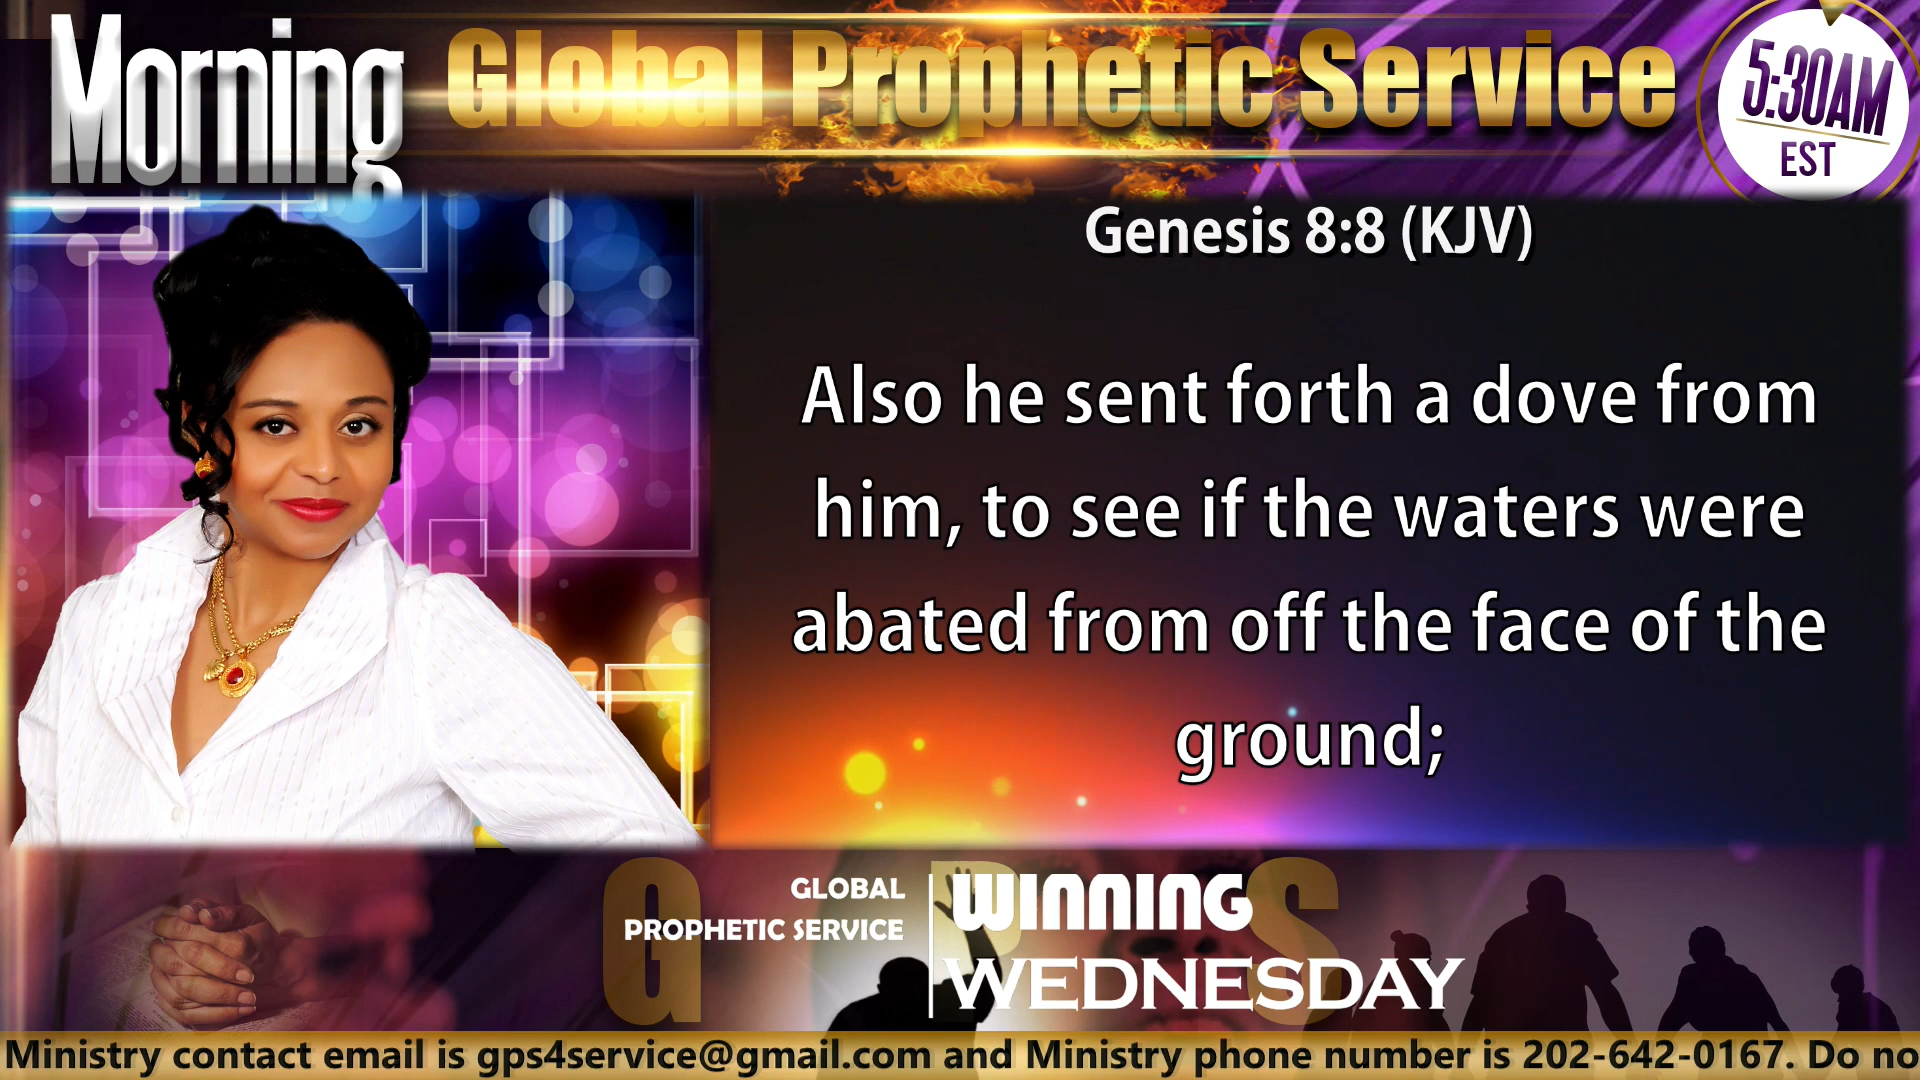 Morning
Global Prophetic Service
5:30AM
EST
Genesis 8:8 (KJV)
Also he sent forth a dove from
him, to see if the waters were
abated from off the face of the
ground;
G P S
GLOBAL
PROPHETIC SERVICE
WINNING
WEDNESDAY
Ministry contact email is gps4service@gmail.com and Ministry phone number is 202-642-0167. Do no